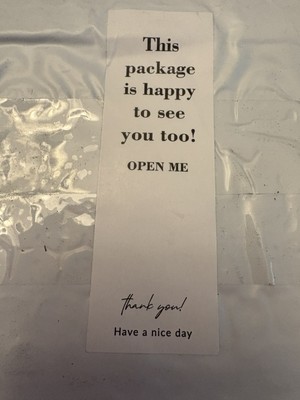 This
package
is happy
to see
you too!
OPEN ME
thank you!
Have a nice day